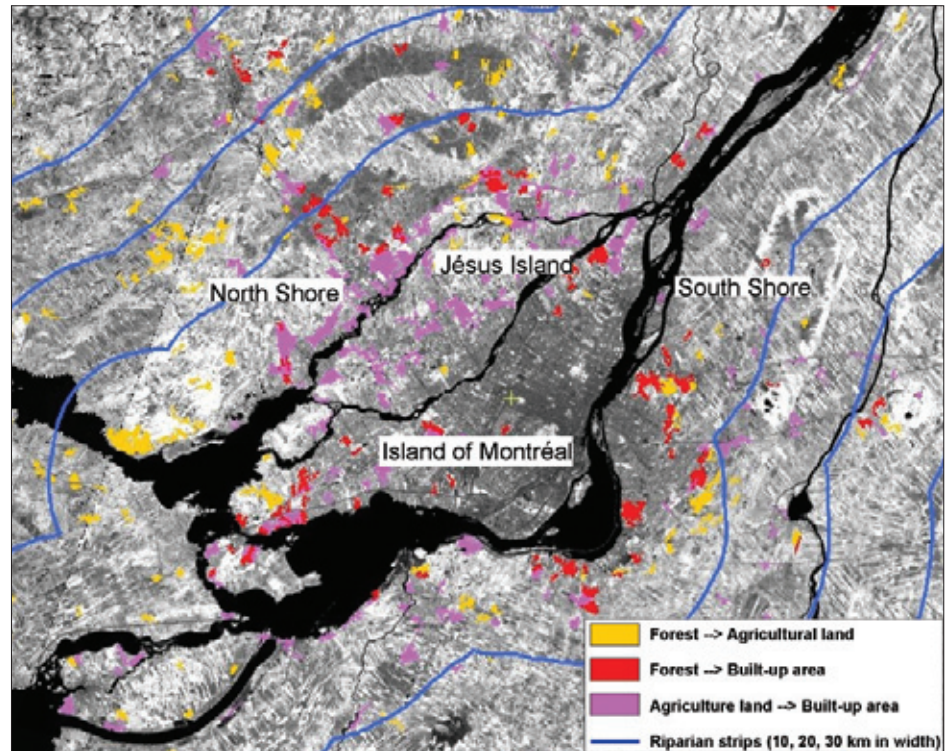 Jésus Island
North Shore
South Shore
Island of Montréal
Forest --> Agricultural land
Forest --> Built-up area
Agriculture land --> Built-up area
Riparian strips (10, 20, 30 km in width)